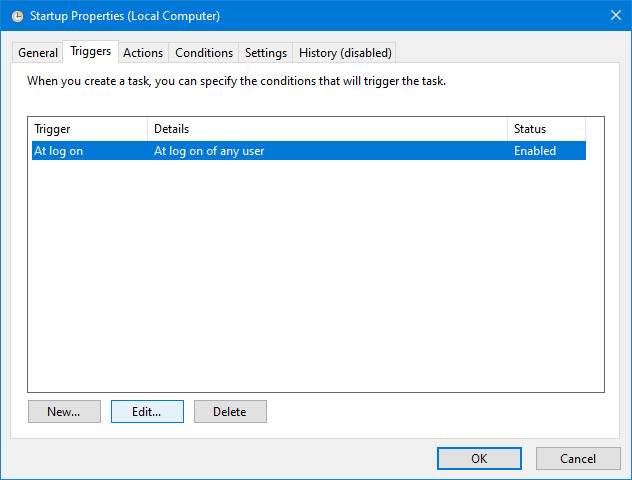 Startup Properties (Local Computer)
General Triggers Actions Conditions Settings History (disabled)
When you create a task, you can specify the conditions that will trigger the task.
Trigger Details Status
At log on At log on of any user Enabled
New... Edit... Delete
OK Cancel